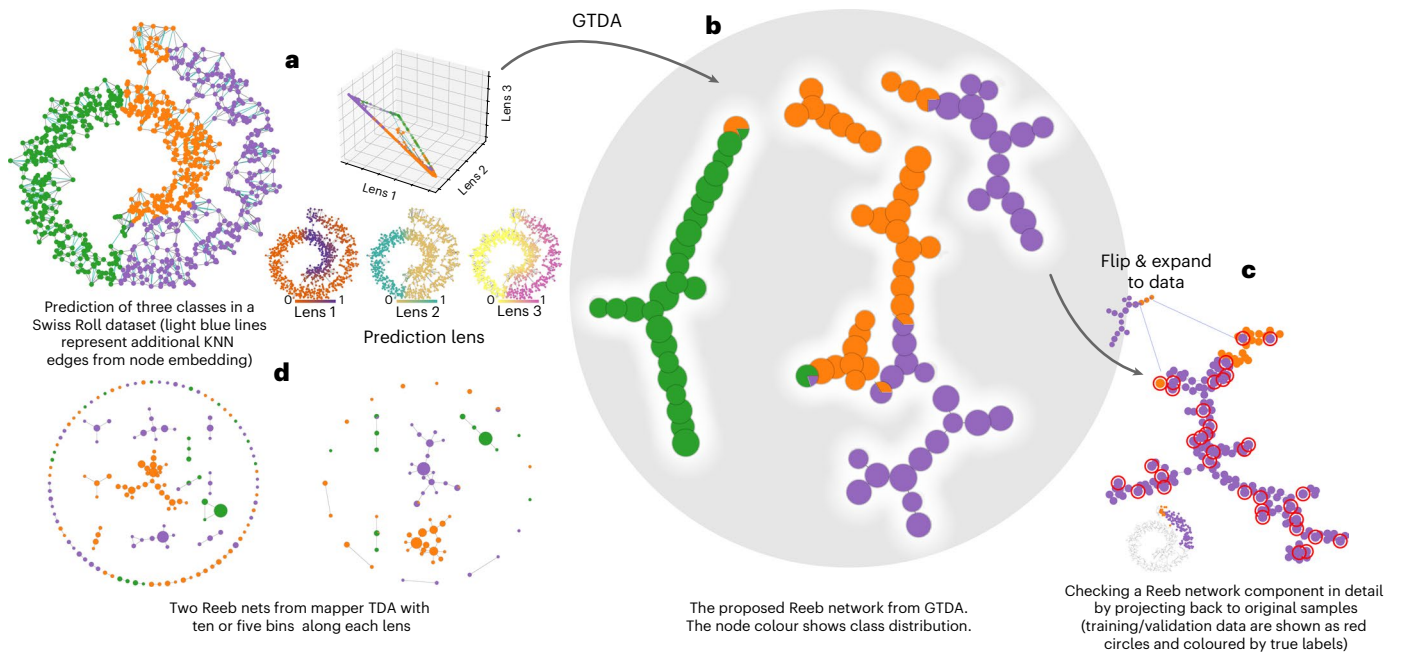 a
GTDA
b
Lens 3
Lens 2
Lens 1
0 1
Lens 1
0 1
Lens 2
0 1
Lens 3
Prediction lens
Prediction of three classes in a
Swiss Roll dataset (light blue lines
represent additional KNN
edges from node embedding)
Flip & expand
to data
c
d
Two Reeb nets from mapper TDA with
ten or five bins along each lens
The proposed Reeb network from GTDA.
The node colour shows class distribution.
Checking a Reeb network component in detail
by projecting back to original samples
(training/validation data are shown as red
circles and coloured by true labels)